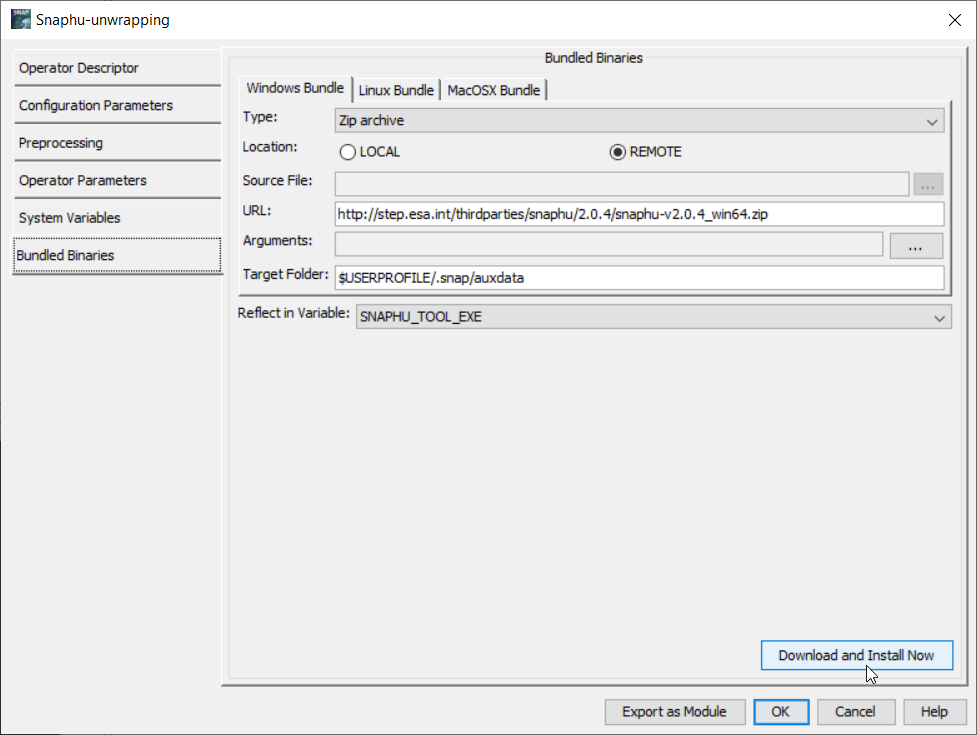 Snaphu-unwrapping
Operator Descriptor
Configuration Parameters
Preprocessing
Operator Parameters
System Variables
Bundled Binaries
Bundled Binaries
Windows Bundle Linux Bundle MacOSX Bundle
Type: Zip archive
Location: LOCAL REMOTE
Source File: ...
URL: http://step.esa.int/thirdparties/snaphu/2.0.4/snaphu-v2.0.4_win64.zip
Arguments: ...
Target Folder: $USERPROFILE/.snap/auxdata
Reflect in Variable: SNAPHU_TOOL_EXE
Download and Install Now
Export as Module OK Cancel Help